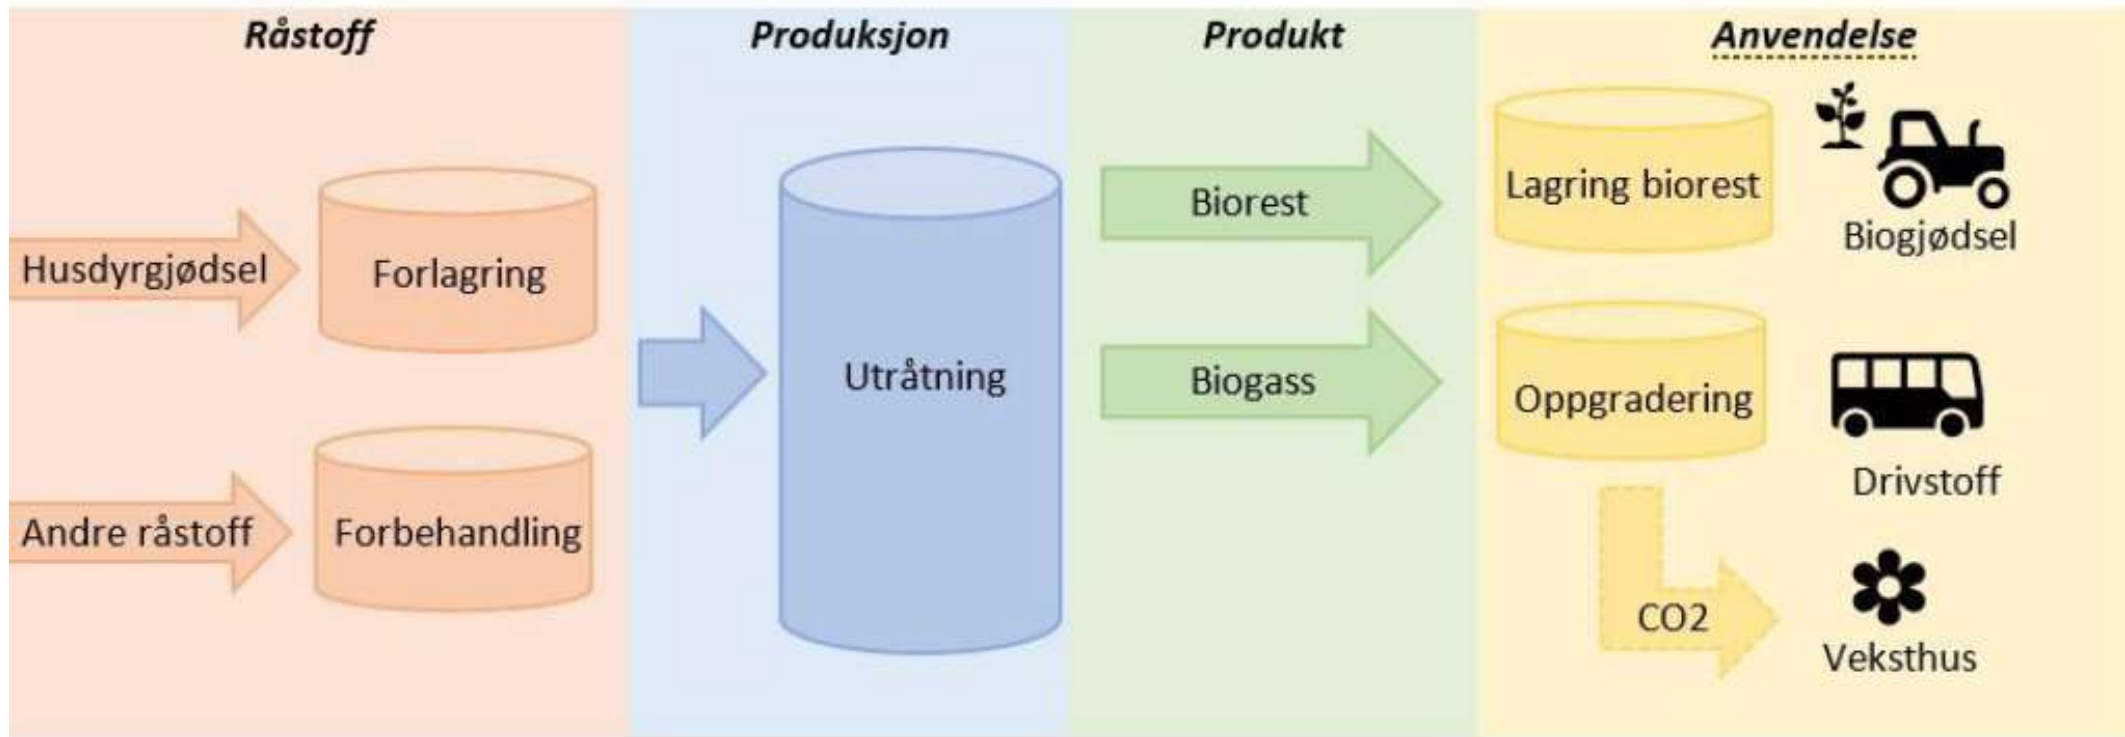 Råstoff
Husdyrgjødsel
Forlagring
Andre råstoff
Forbehandling
Produksjon
Utråtning
Produkt
Biorest
Biogass
Anvendelse
Lagring biorest
Biogjødsel
Oppgradering
Drivstoff
CO2
Veksthus